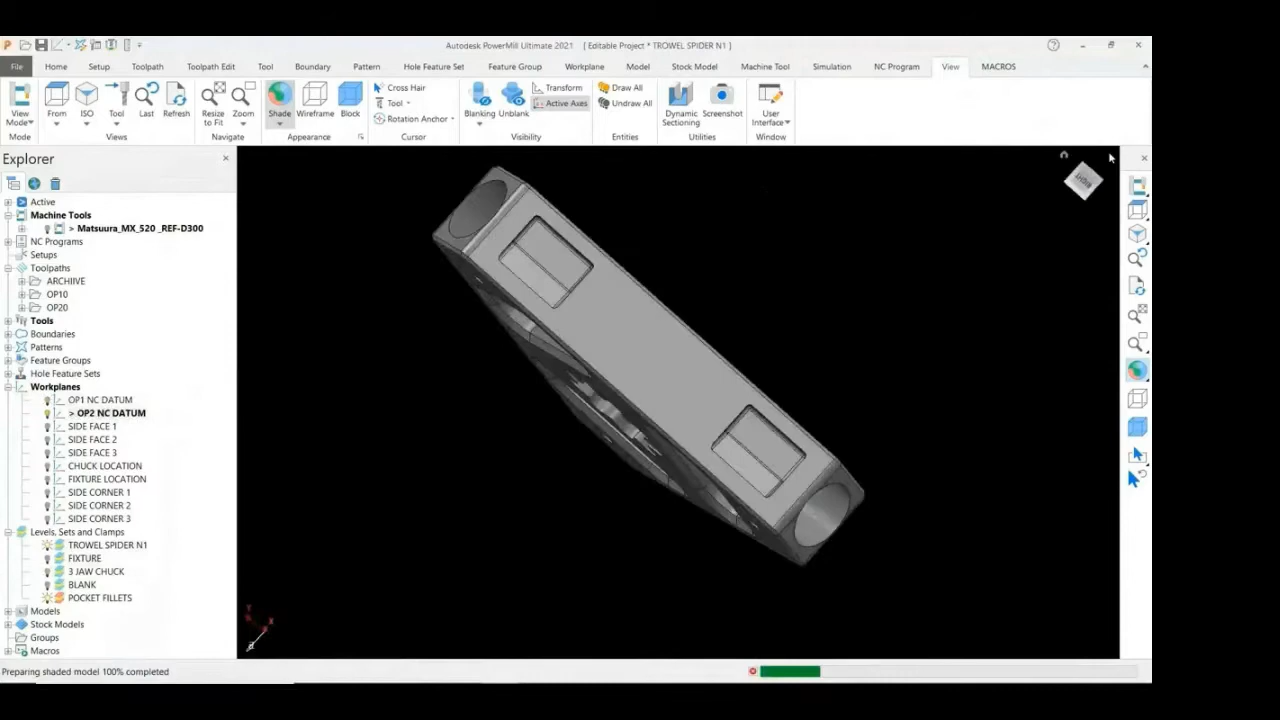 Autodesk PowerMill Ultimate 2021 [ Editable Project * TROWEL SPIDER N1 ]
File Home Setup Toolpath Toolpath Edit Tool Boundary Pattern Hole Feature Set Feature Group Workplane Model Stock Model Machine Tool Simulation NC Program View MACROS
View Mode From ISO Tool Last Refresh Resize to Fit Zoom Shade Wireframe Block Cross Hair Tool Rotation Anchor Blanking Unblank Transform Active Axes Draw All Undraw All Dynamic Sectioning Screenshot User Interface
Mode Views Navigate Appearance Cursor Visibility Entities Utilities Window
Explorer
Active
Machine Tools
> Matsuura_MX_520 _REF-D300
NC Programs
Setups
Toolpaths
ARCHIIVE
OP10
OP20
Tools
Boundaries
Patterns
Feature Groups
Hole Feature Sets
Workplanes
OP1 NC DATUM
> OP2 NC DATUM
SIDE FACE 1
SIDE FACE 2
SIDE FACE 3
CHUCK LOCATION
FIXTURE LOCATION
SIDE CORNER 1
SIDE CORNER 2
SIDE CORNER 3
Levels, Sets and Clamps
TROWEL SPIDER N1
FIXTURE
3 JAW CHUCK
BLANK
POCKET FILLETS
Models
Stock Models
Groups
Macros
Preparing shaded model 100% completed